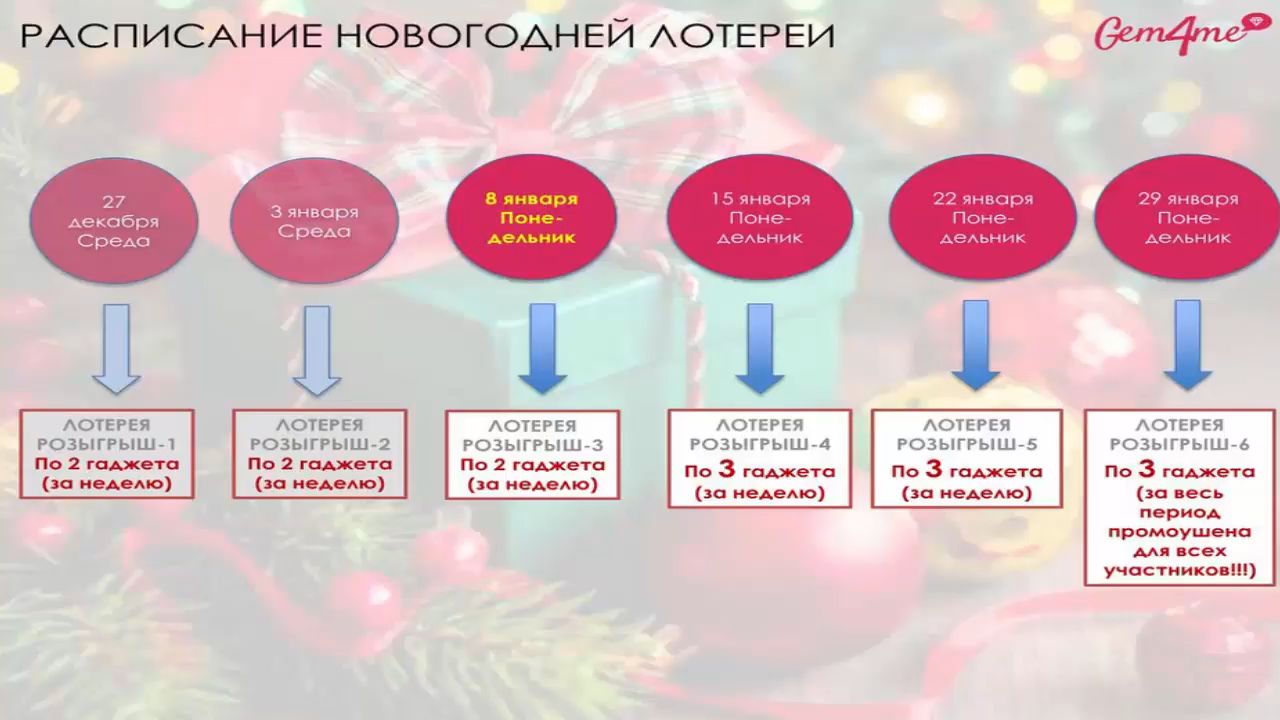 РАСПИСАНИЕ НОВОГОДНЕЙ ЛОТЕРЕИ
Gem4me
27
декабря
Среда
3 января
Среда
8 января
Поне-
дельник
15 января
Поне-
дельник
22 января
Поне-
дельник
29 января
Поне-
дельник
ЛОТЕРЕЯ
РОЗЫГРЫШ-1
По 2 гаджета
(за неделю)
ЛОТЕРЕЯ
РОЗЫГРЫШ-2
По 2 гаджета
(за неделю)
ЛОТЕРЕЯ
РОЗЫГРЫШ-3
По 2 гаджета
(за неделю)
ЛОТЕРЕЯ
РОЗЫГРЫШ-4
По 3 гаджета
(за неделю)
ЛОТЕРЕЯ
РОЗЫГРЫШ-5
По 3 гаджета
(за неделю)
ЛОТЕРЕЯ
РОЗЫГРЫШ-6
По 3 гаджета
(за весь
период
промоушена
для всех
участников!!!)